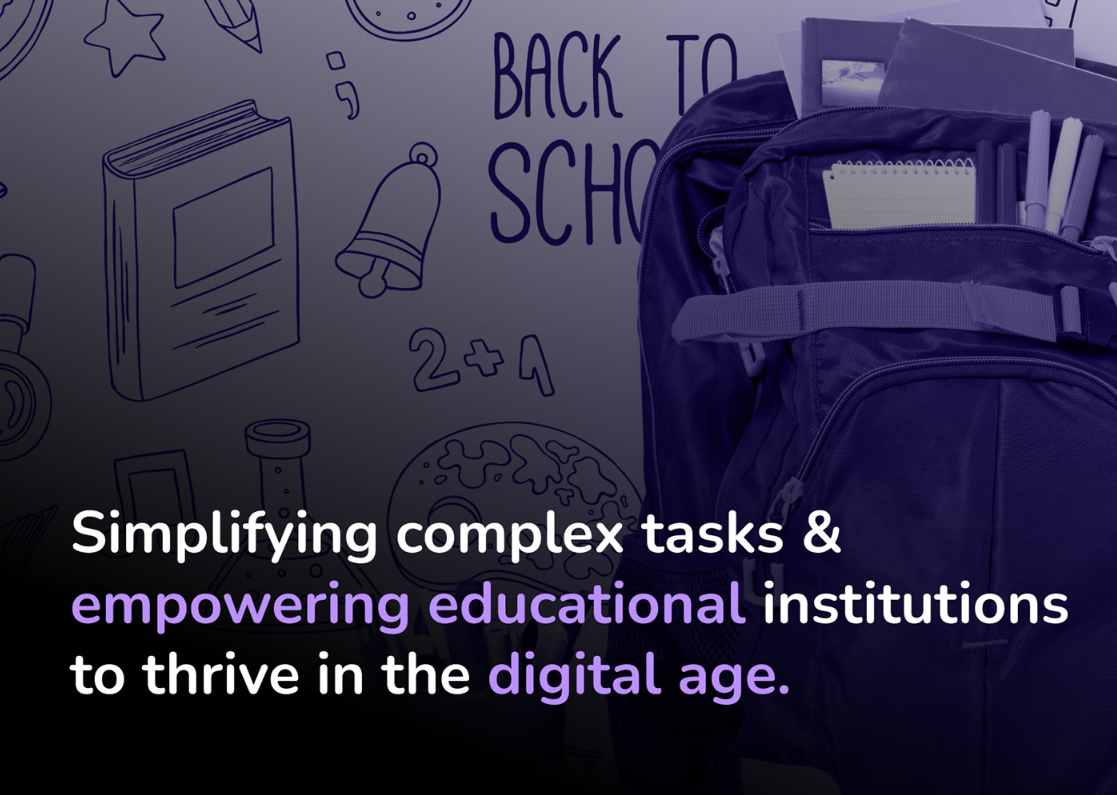 BACK TO
SCHO
2+1
Simplifying complex tasks &
empowering educational institutions
to thrive in the digital age.